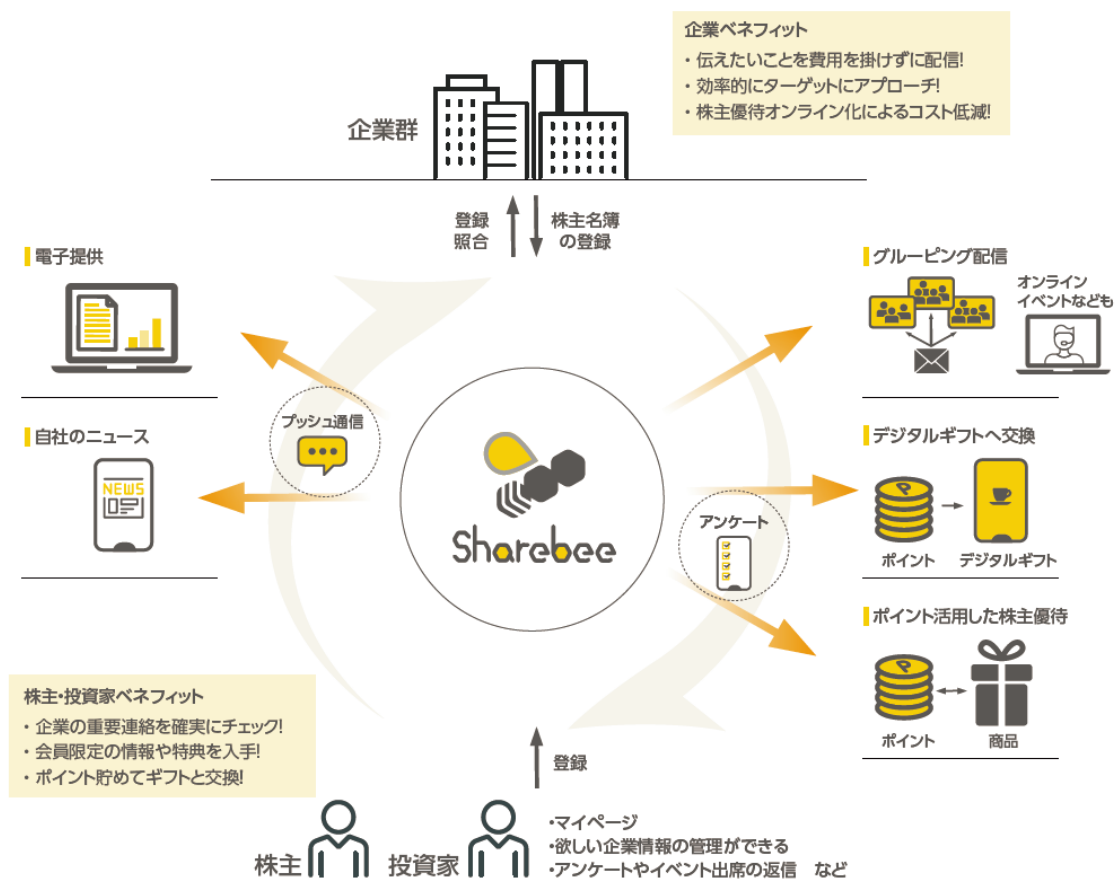 企業ベネフィット
・伝えたいことを費用を掛けずに配信!
・効率的にターゲットにアプローチ!
・株主優待オンライン化によるコスト低減!
企業群
登録
照合
株主名簿
の登録
電子提供
グルーピング配信
オンライン
イベントなども
プッシュ通信
自社のニュース
NEWS
Sharebee
アンケート
デジタルギフトへ交換
P
ポイント
デジタルギフト
ポイント活用した株主優待
P
ポイント
商品
株主・投資家ベネフィット
・企業の重要連絡を確実にチェック!
・会員限定の情報や特典を入手!
・ポイント貯めてギフトと交換!
登録
株主
投資家
・マイページ
・欲しい企業情報の管理ができる
・アンケートやイベント出席の返信　など